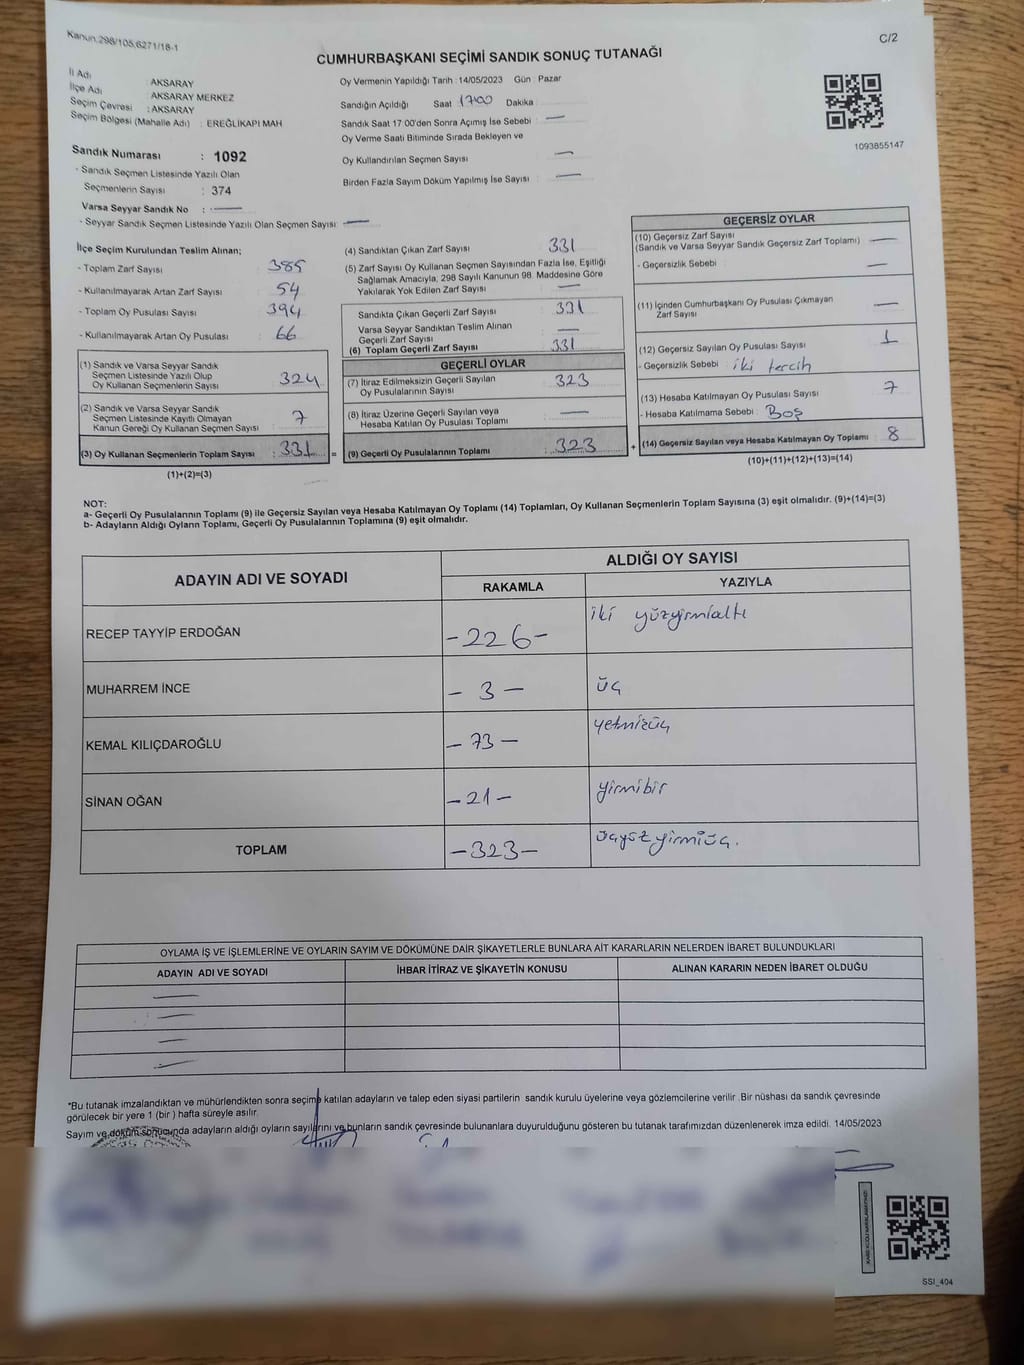 Kanun.298/105,6271/18-1
C/2
CUMHURBAŞKANI SEÇİMİ SANDIK SONUÇ TUTANAĞI
İl Adı : AKSARAY
İlçe Adı : AKSARAY MERKEZ
Seçim Çevresi : AKSARAY
Seçim Bölgesi (Mahalle Adı) : EREĞLİKAPI MAH
Sandık Numarası : 1092
- Sandık Seçmen Listesinde Yazılı Olan
Seçmenlerin Sayısı : 374
Varsa Seyyar Sandık No : —
- Seyyar Sandık Seçmen Listesinde Yazılı Olan Seçmen Sayısı: —
Oy Vermenin Yapıldığı Tarih : 14/05/2023 Gün : Pazar
Sandığın Açıldığı Saat 17:00 Dakika
Sandık Saat 17:00'den Sonra Açımış İse Sebebi : —
Oy Verme Saati Bitiminde Sırada Bekleyen ve
Oy Kullandırılan Seçmen Sayısı : —
Birden Fazla Sayım Döküm Yapılmış İse Sayısı : —
1093855147
İlçe Seçim Kurulundan Teslim Alınan;
- Toplam Zarf Sayısı : 385
- Kullanılmayarak Artan Zarf Sayısı : 54
- Toplam Oy Pusulası Sayısı : 394
- Kullanılmayarak Artan Oy Pusulası : 66
(1) Sandık ve Varsa Seyyar Sandık
Seçmen Listesinde Yazılı Olup
Oy Kullanan Seçmenlerin Sayısı : 324
(2) Sandık ve Varsa Seyyar Sandık
Seçmen Listesinde Kayıtlı Olmayan
Kanun Gereği Oy Kullanan Seçmen Sayısı : 7
(3) Oy Kullanan Seçmenlerin Toplam Sayısı : 331 =
(1)+(2)=(3)
(4) Sandıktan Çıkan Zarf Sayısı : 331
(5) Zarf Sayısı Oy Kullanan Seçmen Sayısından Fazla İse, Eşitliği
Sağlamak Amacıyla, 298 Sayılı Kanunun 98. Maddesine Göre
Yakılarak Yok Edilen Zarf Sayısı : —
Sandıkta Çıkan Geçerli Zarf Sayısı : 331
Varsa Seyyar Sandıktan Teslim Alınan
Geçerli Zarf Sayısı : —
(6) Toplam Geçerli Zarf Sayısı : 331
GEÇERLİ OYLAR
(7) İtiraz Edilmeksizin Geçerli Sayılan
Oy Pusulalarının Sayısı : 323
(8) İtiraz Üzerine Geçerli Sayılan veya
Hesaba Katılan Oy Pusulası Toplamı : —
(9) Geçerli Oy Pusulalarının Toplamı : 323 +
GEÇERSİZ OYLAR
(10) Geçersiz Zarf Sayısı
(Sandık ve Varsa Seyyar Sandık Geçersiz Zarf Toplamı) —
- Geçersizlik Sebebi : —
(11) İçinden Cumhurbaşkanı Oy Pusulası Çıkmayan
Zarf Sayısı : —
(12) Geçersiz Sayılan Oy Pusulası Sayısı : 1
- Geçersizlik Sebebi : iki tercih
(13) Hesaba Katılmayan Oy Pusulası Sayısı : 7
- Hesaba Katılmama Sebebi : Boş
(14) Geçersiz Sayılan veya Hesaba Katılmayan Oy Toplamı : 8
(10)+(11)+(12)+(13)=(14)
NOT:
a- Geçerli Oy Pusulalarının Toplamı (9) ile Geçersiz Sayılan veya Hesaba Katılmayan Oy Toplamı (14) Toplamları, Oy Kullanan Seçmenlerin Toplam Sayısına (3) eşit olmalıdır. (9)+(14)=(3)
b- Adayların Aldığı Oyların Toplamı, Geçerli Oy Pusulalarının Toplamına (9) eşit olmalıdır.
ADAYIN ADI VE SOYADI
ALDIĞI OY SAYISI
RAKAMLA YAZIYLA
RECEP TAYYİP ERDOĞAN -226- iki yüzyirmialtı
MUHARREM İNCE -3- üç
KEMAL KILIÇDAROĞLU -73- yetmişüç
SİNAN OĞAN -21- yirmibir
TOPLAM -323- üçyüz yirmiüç.
OYLAMA İŞ VE İŞLEMLERİNE VE OYLARIN SAYIM VE DÖKÜMÜNE DAİR ŞİKAYETLERLE BUNLARA AİT KARARLARIN NELERDEN İBARET BULUNDUKLARI
ADAYIN ADI VE SOYADI İHBAR İTİRAZ VE ŞİKAYETİN KONUSU ALINAN KARARIN NEDEN İBARET OLDUĞU
*Bu tutanak imzalandıktan ve mühürlendikten sonra seçime katılan adayların ve talep eden siyasi partilerin sandık kurulu üyelerine veya gözlemcilerine verilir. Bir nüshası da sandık çevresinde
görülecek bir yere 1 (bir) hafta süreyle asılır.
Sayım ve döküm sonucunda adayların aldığı oyların sayılarını ve bunların sandık çevresinde bulunanlara duyurulduğunu gösteren bu tutanak tarafımızdan düzenlenerek imza edildi. 14/05/2023
SSI_404